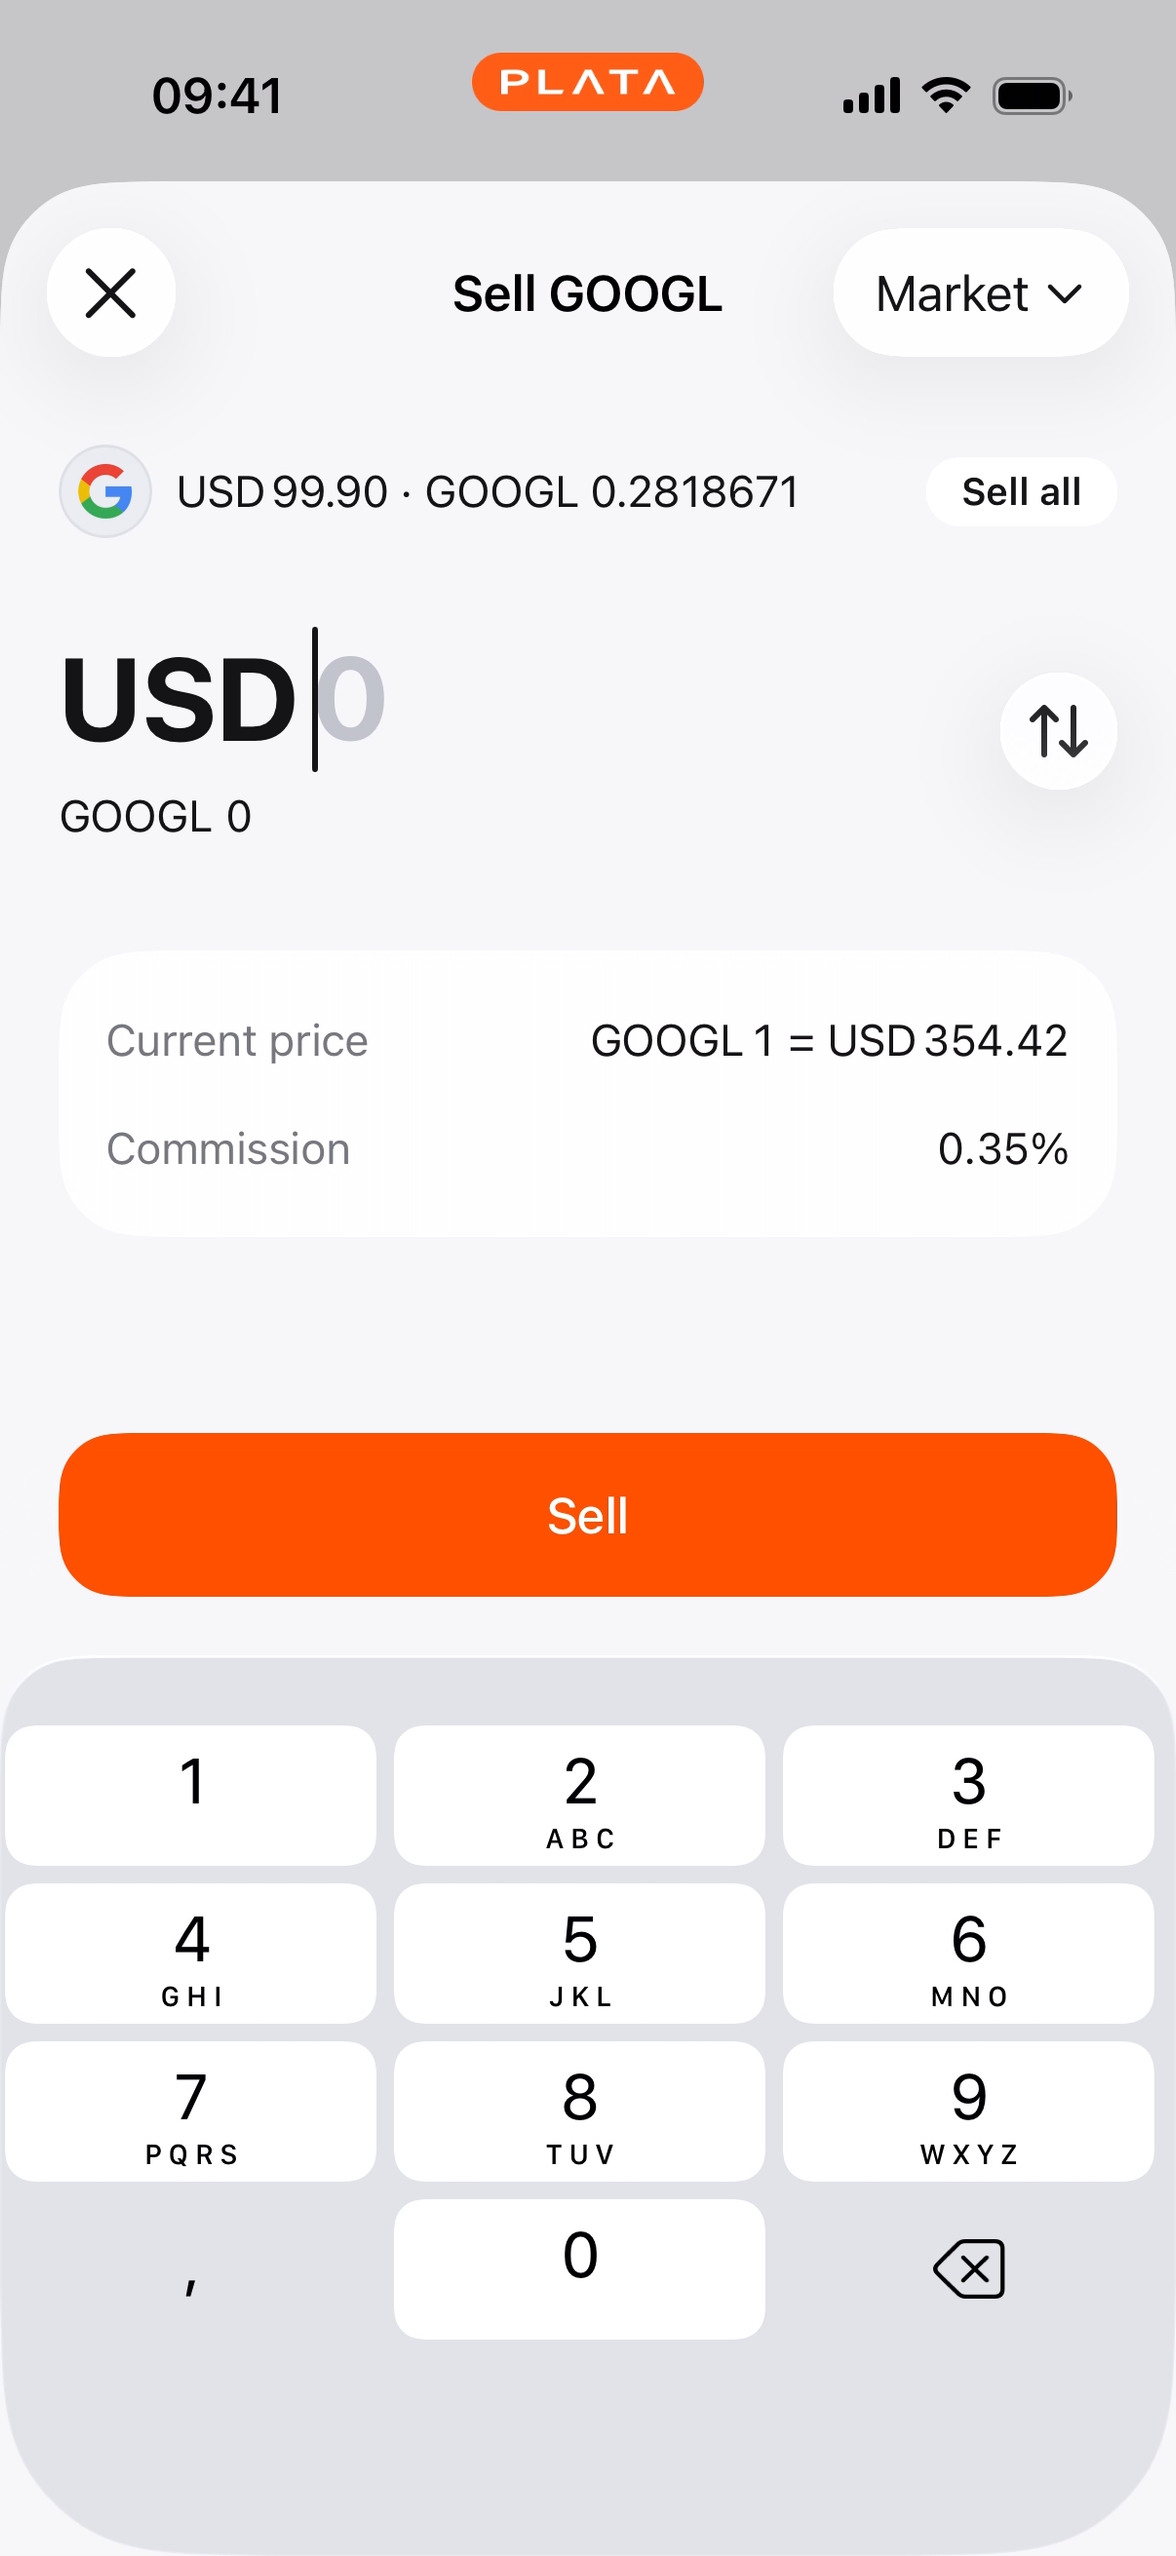 09:41
PLATA
Sell GOOGL
Market
USD 99.90 · GOOGL 0.2818671
Sell all
USD 0
GOOGL 0
Current price
GOOGL 1 = USD 354.42
Commission
0.35%
Sell
1
2
ABC
3
DEF
4
GHI
5
JKL
6
MNO
7
PQRS
8
TUV
9
WXYZ
,
0